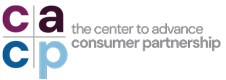 ca
cp
the center to advance
consumer partnership